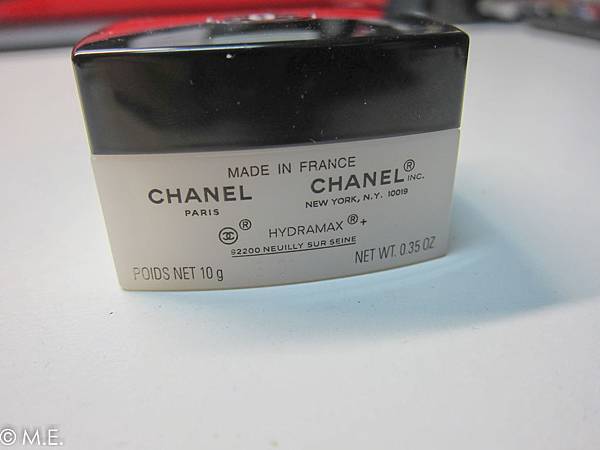 MADE IN FRANCE
CHANEL CHANEL® INC.
PARIS NEW YORK, N.Y. 10019
® HYDRAMAX®+
92200 NEUILLY SUR SEINE
POIDS NET 10 g NET WT. 0.35 OZ
© M.E.